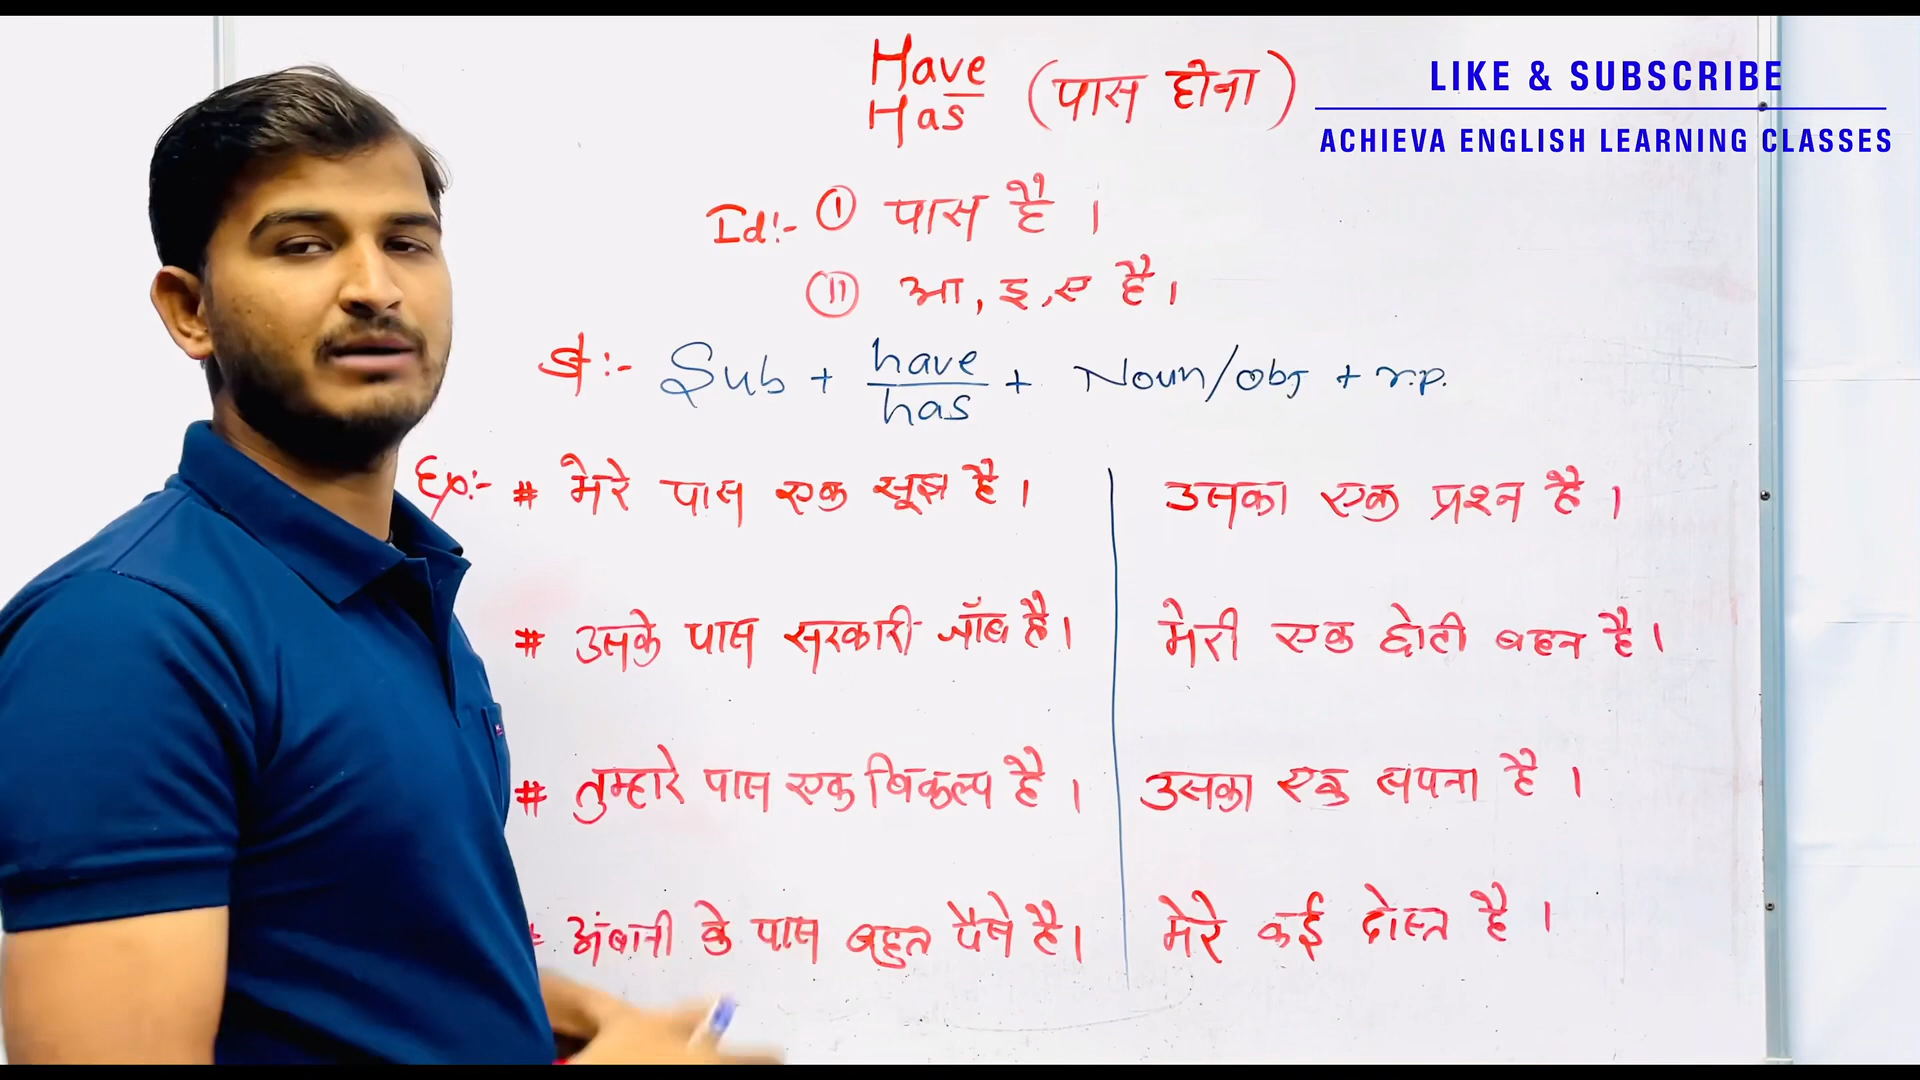 Have
Has (पास होना)
LIKE & SUBSCRIBE
ACHIEVA ENGLISH LEARNING CLASSES
Id:- ① पास है ।
॥ आ, इ, ए है ।
St:- Sub + have/has + Noun/obj + r.p.
Ex:- # मेरे पास एक सूझ है ।
उसका एक प्रश्न है ।
# उसके पास सरकारी जॉब है ।
मेरी एक छोटी बहन है ।
# तुम्हारे पास एक विकल्प है ।
उसका एक सपना है ।
# अंबानी के पास बहुत पैसे है ।
मेरे कई दोस्त है ।